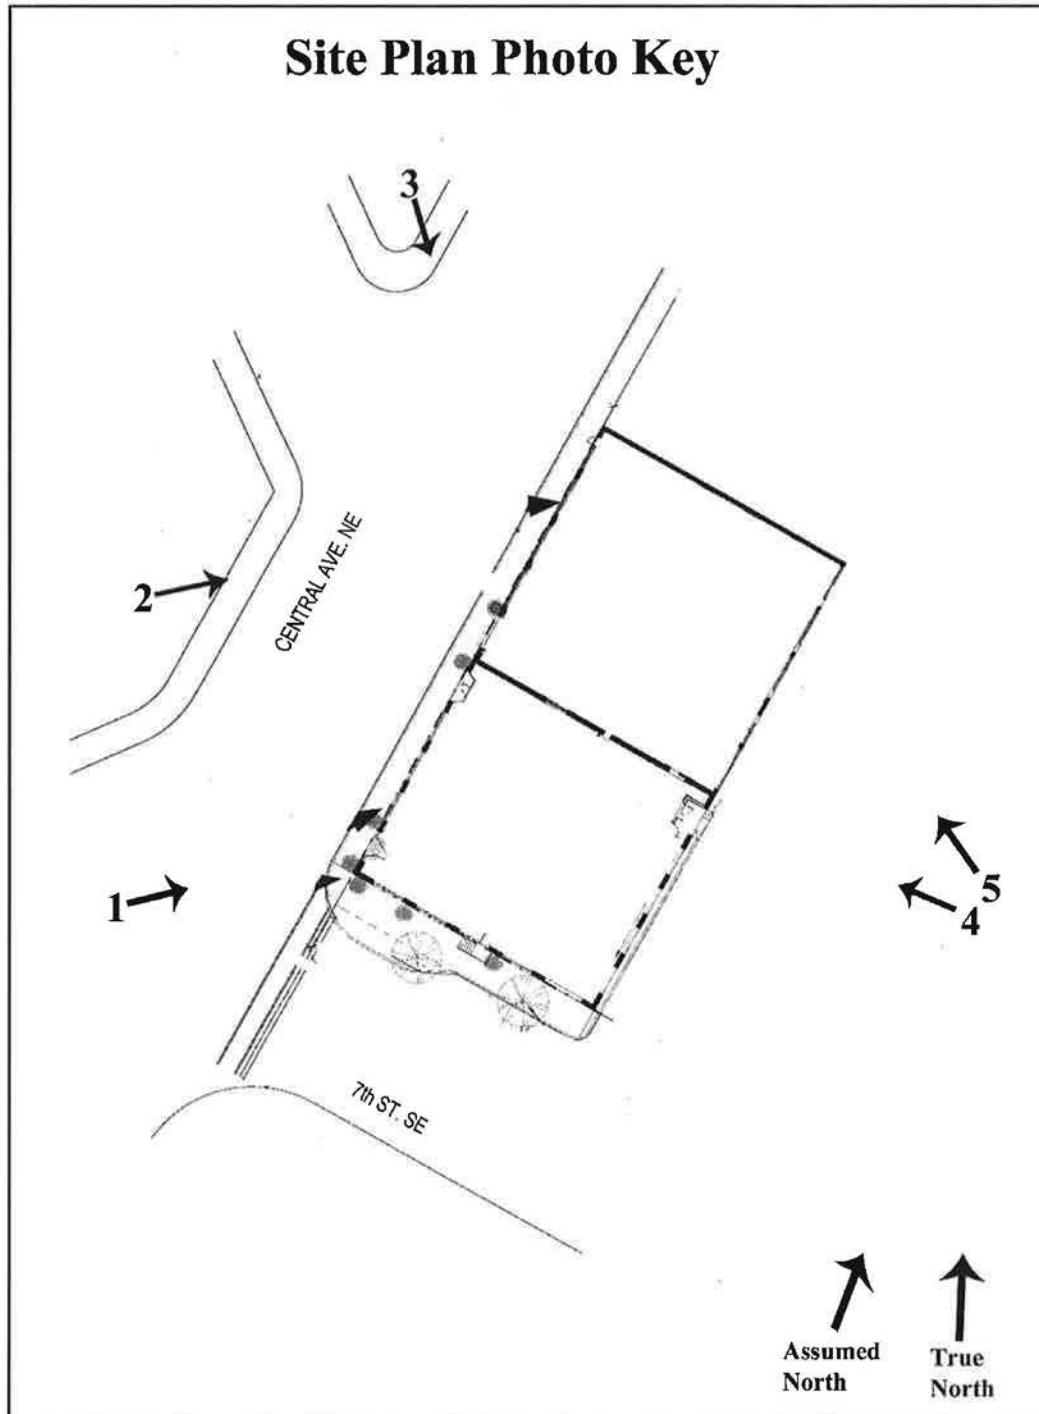 Site Plan Photo Key
3
CENTRAL AVE. NE
2
1
5
4
7th ST. SE
Assumed
North
True
North